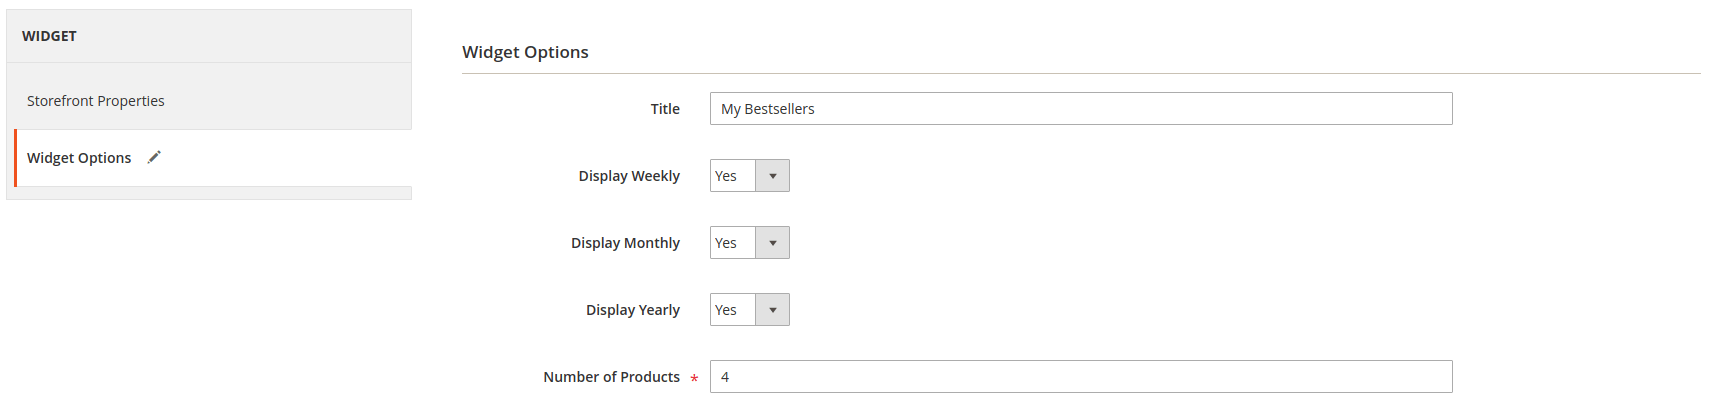 WIDGET
Storefront Properties
Widget Options
Widget Options
Title
My Bestsellers
Display Weekly
Yes
Display Monthly
Yes
Display Yearly
Yes
Number of Products *
4